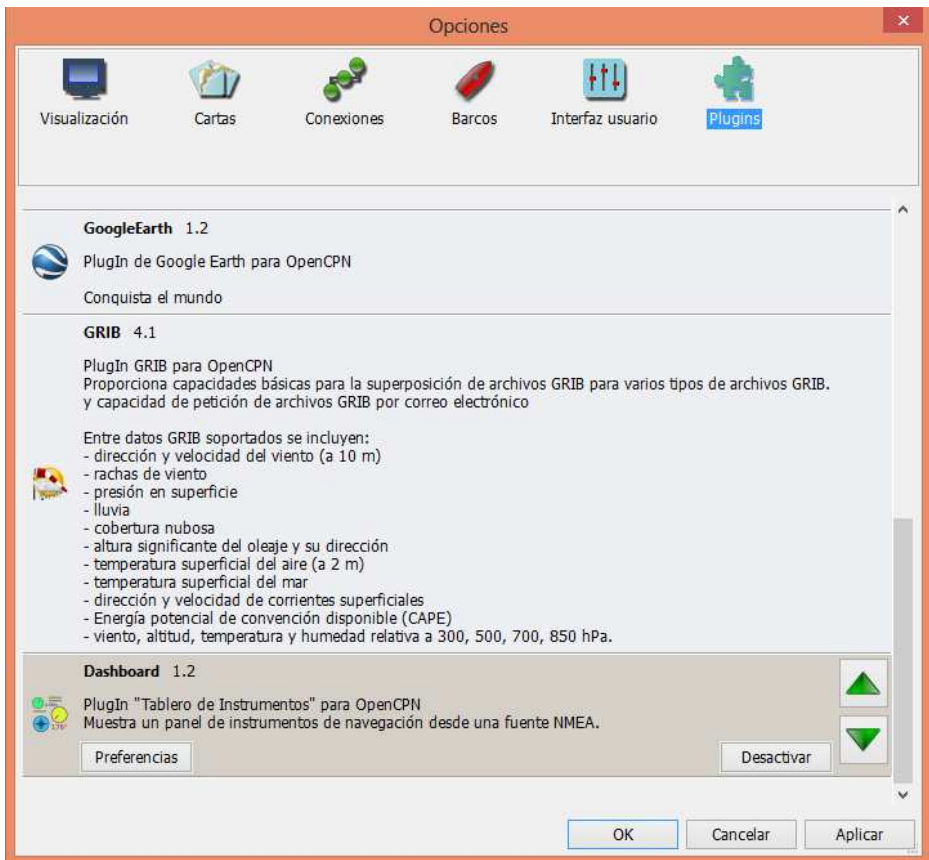 Opciones
Visualización
Cartas
Conexiones
Barcos
Interfaz usuario
Plugins
GoogleEarth 1.2
PlugIn de Google Earth para OpenCPN
Conquista el mundo
GRIB 4.1
PlugIn GRIB para OpenCPN
Proporciona capacidades básicas para la superposición de archivos GRIB para varios tipos de archivos GRIB.
y capacidad de petición de archivos GRIB por correo electrónico
Entre datos GRIB soportados se incluyen:
- dirección y velocidad del viento (a 10 m)
- rachas de viento
- presión en superficie
- lluvia
- cobertura nubosa
- altura significante del oleaje y su dirección
- temperatura superficial del aire (a 2 m)
- temperatura superficial del mar
- dirección y velocidad de corrientes superficiales
- Energía potencial de convención disponible (CAPE)
- viento, altitud, temperatura y humedad relativa a 300, 500, 700, 850 hPa.
Dashboard 1.2
PlugIn "Tablero de Instrumentos" para OpenCPN
Muestra un panel de instrumentos de navegación desde una fuente NMEA.
Preferencias
Desactivar
OK
Cancelar
Aplicar